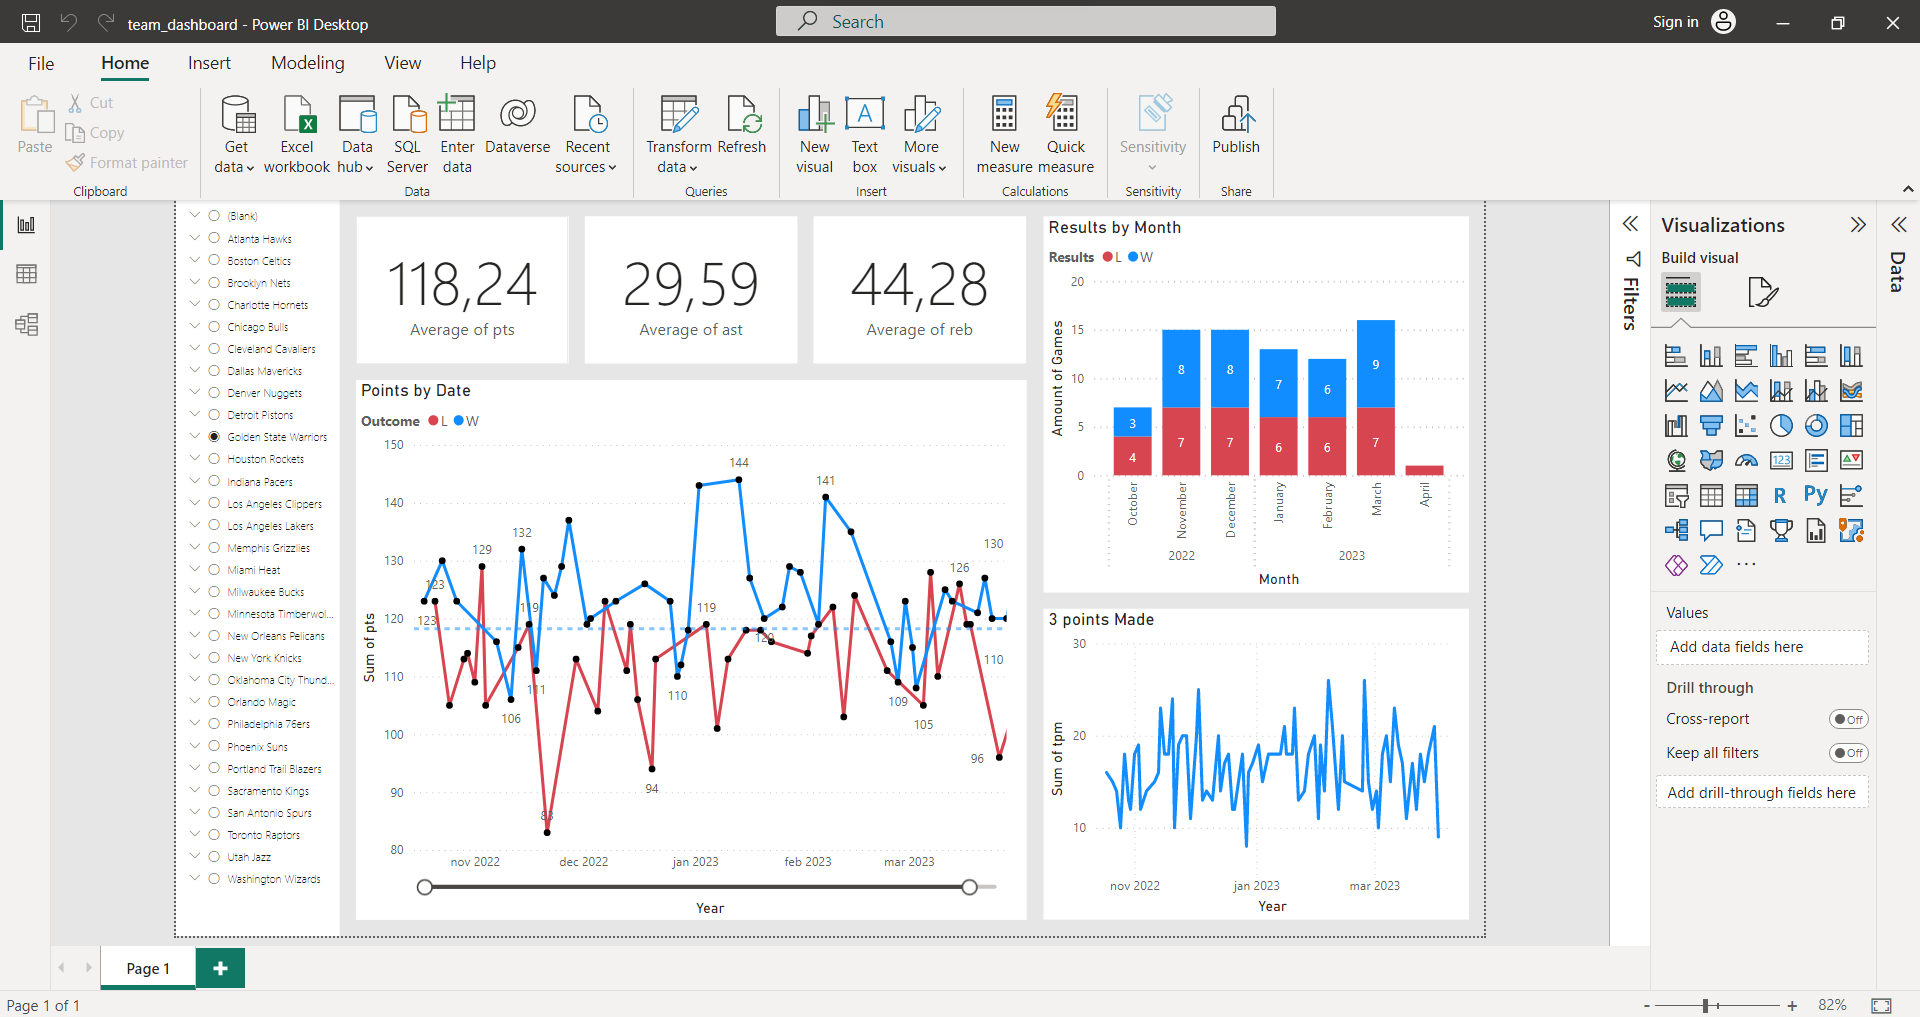 team_dashboard - Power BI Desktop
Search
Sign in
File
Home
Insert
Modeling
View
Help
Paste
Cut
Copy
Format painter
Clipboard
Get data
Excel workbook
Data hub
SQL Server
Enter data
Dataverse
Recent sources
Data
Transform data
Refresh
Queries
New visual
Text box
More visuals
Insert
New measure
Quick measure
Calculations
Sensitivity
Sensitivity
Publish
Share
(Blank)
Atlanta Hawks
Boston Celtics
Brooklyn Nets
Charlotte Hornets
Chicago Bulls
Cleveland Cavaliers
Dallas Mavericks
Denver Nuggets
Detroit Pistons
Golden State Warriors
Houston Rockets
Indiana Pacers
Los Angeles Clippers
Los Angeles Lakers
Memphis Grizzlies
Miami Heat
Milwaukee Bucks
Minnesota Timberwol...
New Orleans Pelicans
New York Knicks
Oklahoma City Thund...
Orlando Magic
Philadelphia 76ers
Phoenix Suns
Portland Trail Blazers
Sacramento Kings
San Antonio Spurs
Toronto Raptors
Utah Jazz
Washington Wizards
118,24
Average of pts
29,59
Average of ast
44,28
Average of reb
Points by Date
Outcome L W
Sum of pts
150
140
130
120
110
100
90
80
123
123
129
132
119
106
111
83
94
110
119
144
120
141
109
105
126
130
110
96
nov 2022
dec 2022
jan 2023
feb 2023
mar 2023
Year
Results by Month
Results L W
Amount of Games
20
15
10
5
0
3
4
8
7
8
7
7
6
6
6
9
7
October
November
December
January
February
March
April
2022
2023
Month
3 points Made
Sum of tpm
30
20
10
nov 2022
jan 2023
mar 2023
Year
Filters
Visualizations
Build visual
123
R
Py
...
Values
Add data fields here
Drill through
Cross-report
Off
Keep all filters
Off
Add drill-through fields here
Data
Page 1
+
Page 1 of 1
-
+
82%